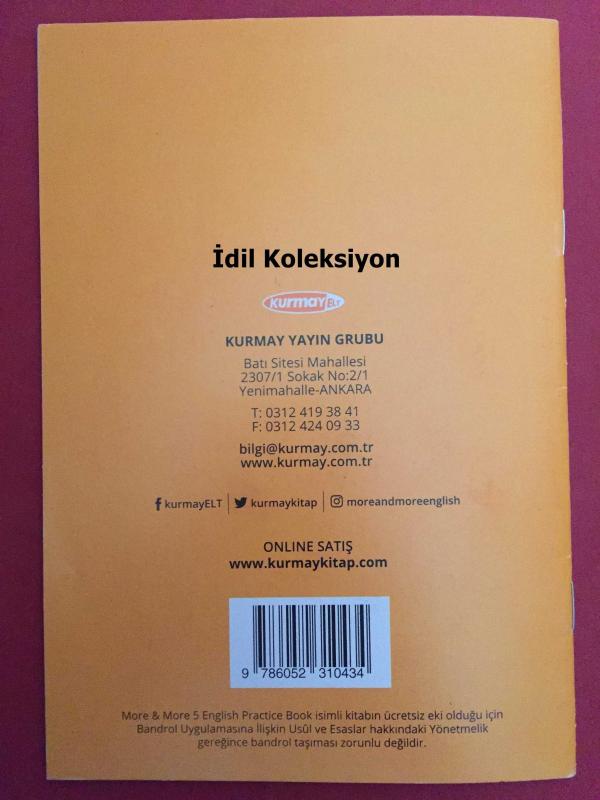 İdil Koleksiyon
kurmay ELT
KURMAY YAYIN GRUBU
Batı Sitesi Mahallesi
2307/1 Sokak No:2/1
Yenimahalle-ANKARA
T: 0312 419 38 41
F: 0312 424 09 33
bilgi@kurmay.com.tr
www.kurmay.com.tr
kurmayELT | kurmaykitap | moreandmoreenglish
ONLINE SATIŞ
www.kurmaykitap.com
9 786052 310434
More & More 5 English Practice Book isimli kitabın ücretsiz eki olduğu için
Bandrol Uygulamasına İlişkin Usûl ve Esaslar hakkındaki Yönetmelik
gereğince bandrol taşıması zorunlu değildir.